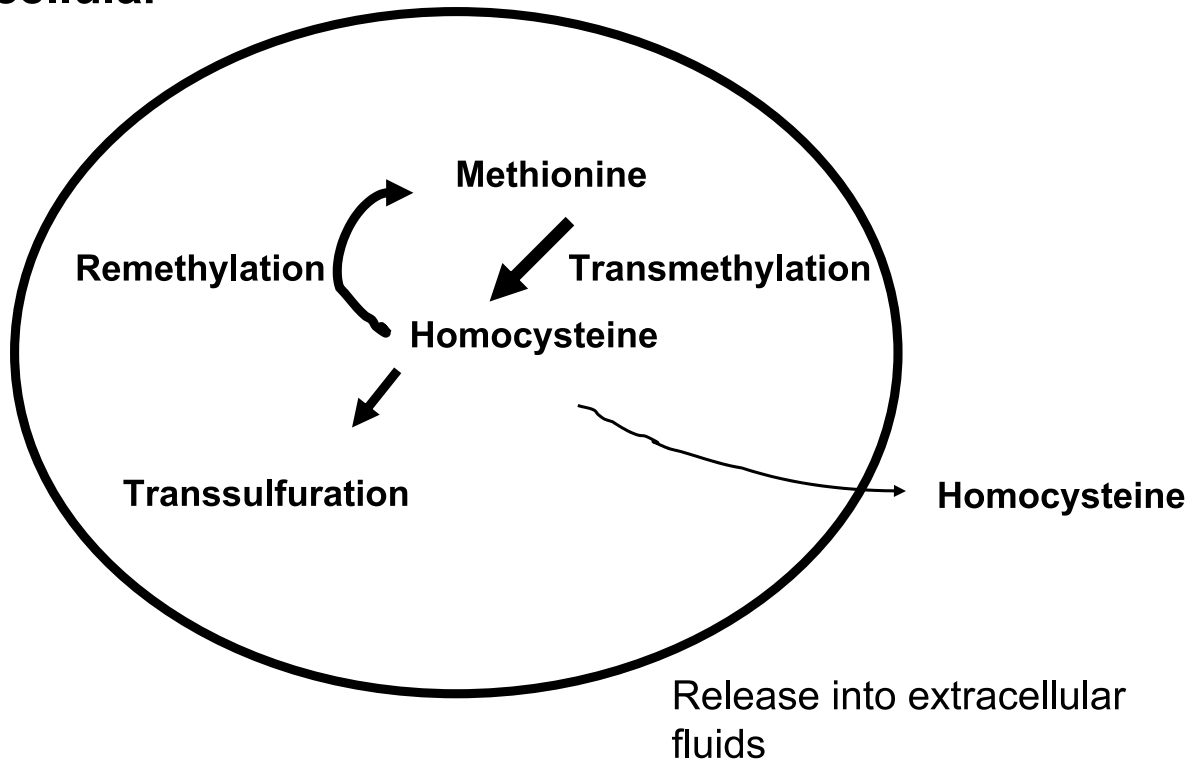 Methionine
Remethylation
Transmethylation
Homocysteine
Transsulfuration
Homocysteine
Release into extracellular
fluids